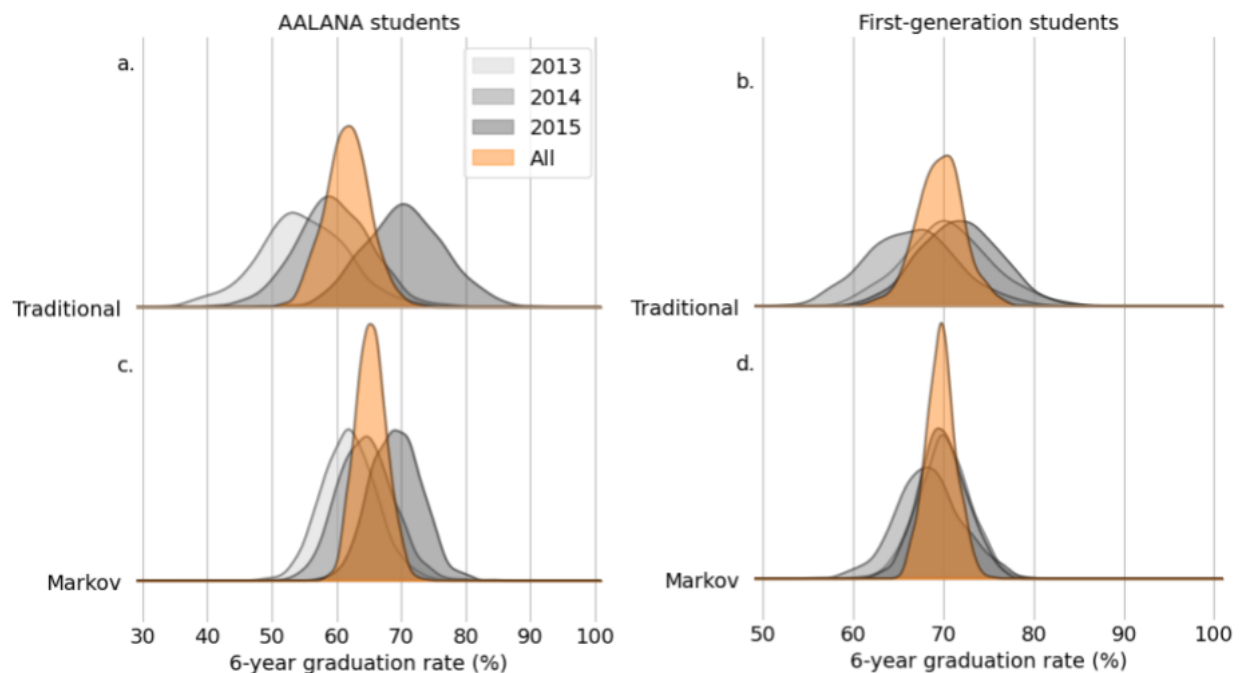 AALANA students
First-generation students
a.
2013
2014
2015
All
b.
Traditional
Traditional
c.
d.
Markov
Markov
30 40 50 60 70 80 90 100
50 60 70 80 90 100
6-year graduation rate (%)
6-year graduation rate (%)